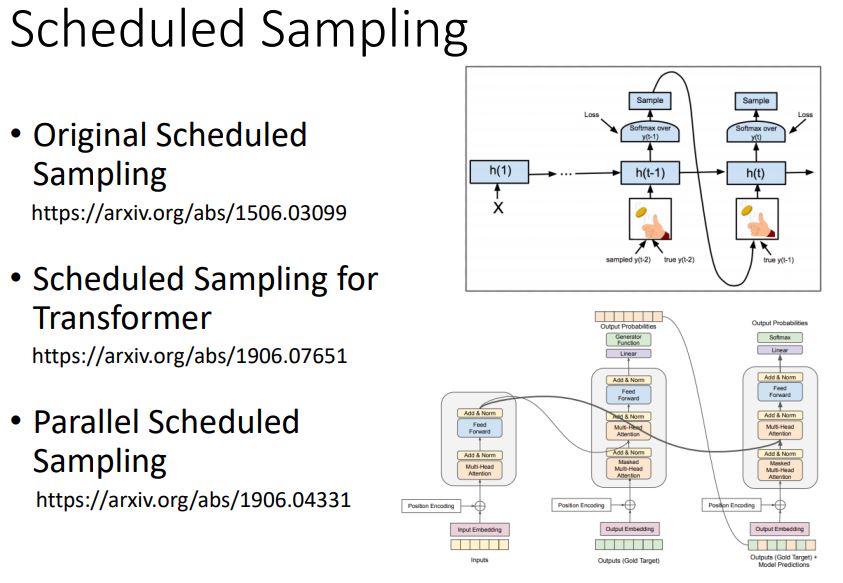 Scheduled Sampling
• Original Scheduled
Sampling
https://arxiv.org/abs/1506.03099
• Scheduled Sampling for
Transformer
https://arxiv.org/abs/1906.07651
• Parallel Scheduled
Sampling
https://arxiv.org/abs/1906.04331
Sample
Sample
Loss
Softmax over
y(t-1)
Softmax over
y(t)
Loss
h(1)
...
h(t-1)
h(t)
X
sampled y(t-2)
true y(t-2)
true y(t-1)
Output Probabilities
Generator
Function
Linear
Add & Norm
Feed
Forward
Add & Norm
Multi-Head
Attention
Add & Norm
Masked
Multi-Head
Attention
Position Encoding
Output Embedding
Outputs (Gold Target)
Output Probabilities
Softmax
Linear
Add & Norm
Feed
Forward
Add & Norm
Multi-Head
Attention
Add & Norm
Masked
Multi-Head
Attention
Position Encoding
Output Embedding
Outputs (Gold Target) +
Model Predictions
Add & Norm
Feed
Forward
Add & Norm
Multi-Head
Attention
Position Encoding
Input Embedding
Inputs